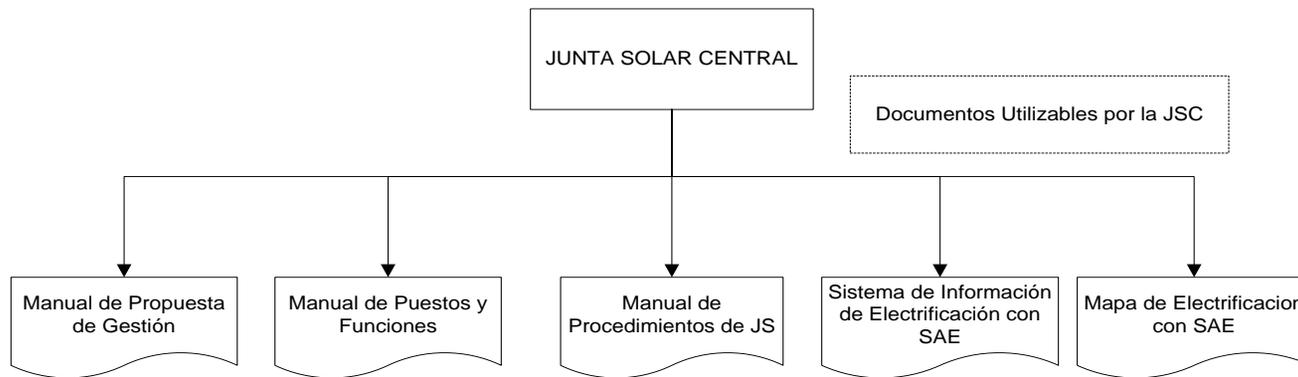 JUNTA SOLAR CENTRAL
Documentos Utilizables por la JSC
Manual de Propuesta
de Gestión
Manual de Puestos y
Funciones
Manual de
Procedimientos de JS
Sistema de Información
de Electrificación con
SAE
Mapa de Electrificacion
con SAE